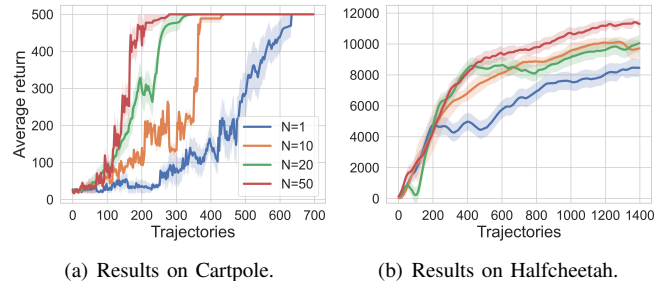 500
400
300
200
100
0
Average return
0 100 200 300 400 500 600 700
Trajectories
N=1
N=10
N=20
N=50
12000
10000
8000
6000
4000
2000
0
0 200 400 600 800 1000 1200 1400
Trajectories
(a) Results on Cartpole.
(b) Results on Halfcheetah.